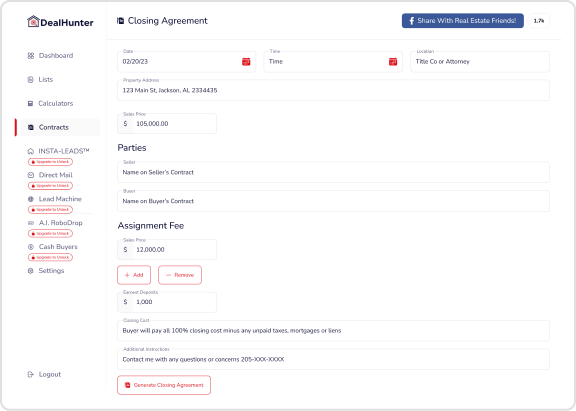 DealHunter
Closing Agreement
Share With Real Estate Friends!
1.7k
Dashboard
Lists
Calculators
Contracts
INSTA-LEADS™
Upgrade to Unlock
Direct Mail
Upgrade to Unlock
Lead Machine
Upgrade to Unlock
A.I. RoboDrop
Upgrade to Unlock
Cash Buyers
Upgrade to Unlock
Settings
Logout
Date
02/20/23
Time
Time
Location
Title Co or Attorney
Property Address
123 Main St, Jackson, AL 2334435
Sales Price
$ 105,000.00
Parties
Seller
Name on Seller's Contract
Buyer
Name on Buyer's Contract
Assignment Fee
Sales Price
$ 12,000.00
+ Add
— Remove
Earnest Deposits
$ 1,000
Closing Cost
Buyer will pay all 100% closing cost minus any unpaid taxes, mortgages or liens
Additional Instructions
Contact me with any questions or concerns 205-XXX-XXXX
Generate Closing Agreement